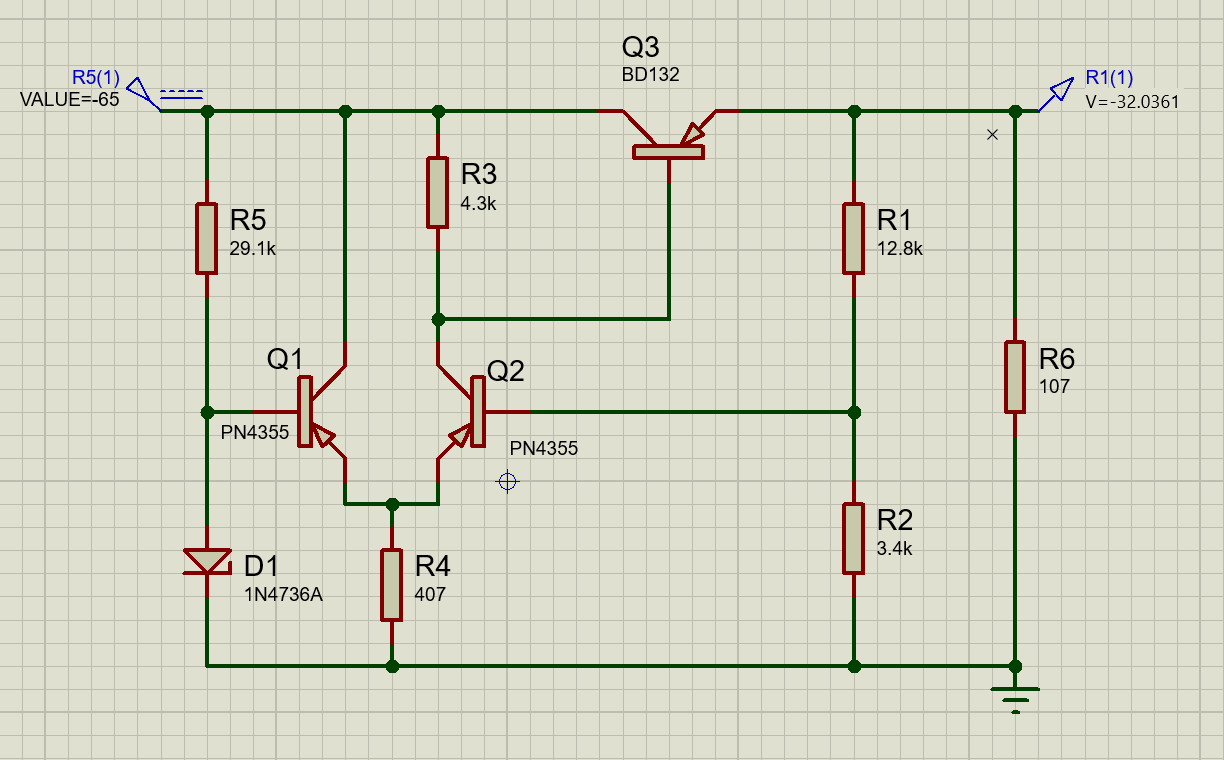 Q3
BD132
R5(1)
VALUE=-65
R1(1)
V=-32.0361
R3
4.3k
R5
29.1k
R1
12.8k
Q1
PN4355
Q2
PN4355
R6
107
R2
3.4k
D1
1N4736A
R4
407